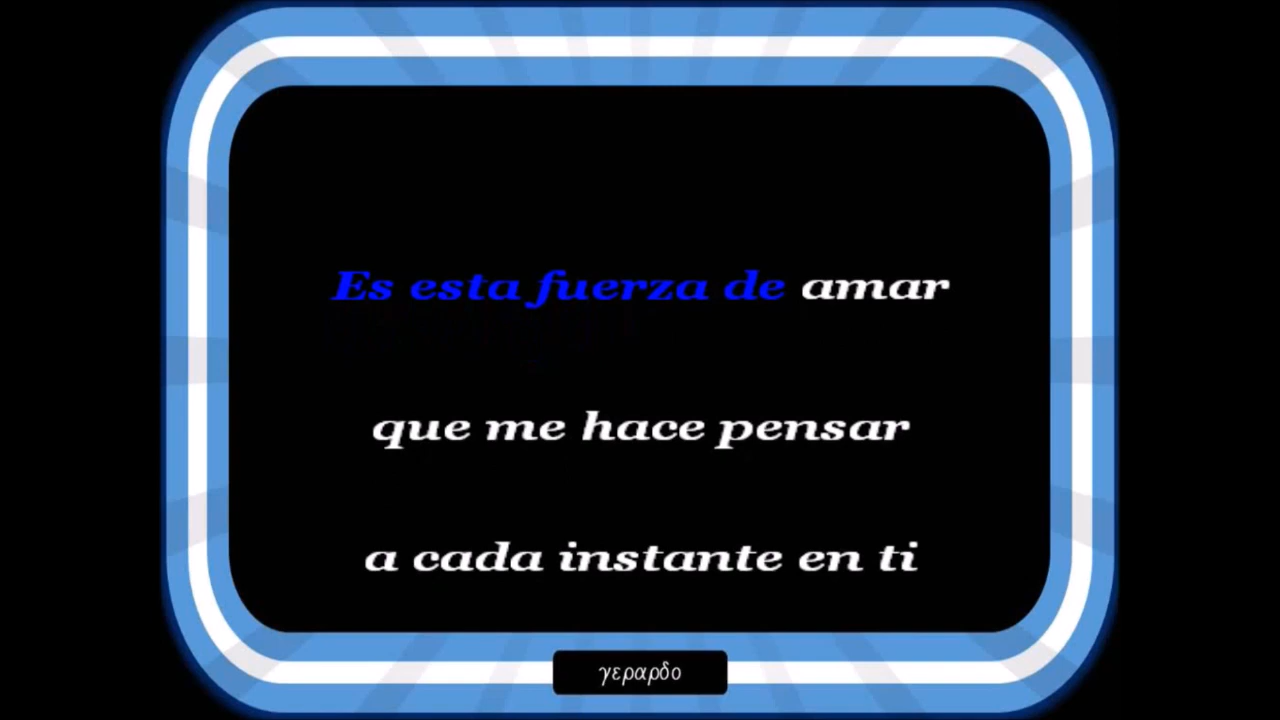 Es esta fuerza de amar
que me hace pensar
a cada instante en ti
γεραρδο